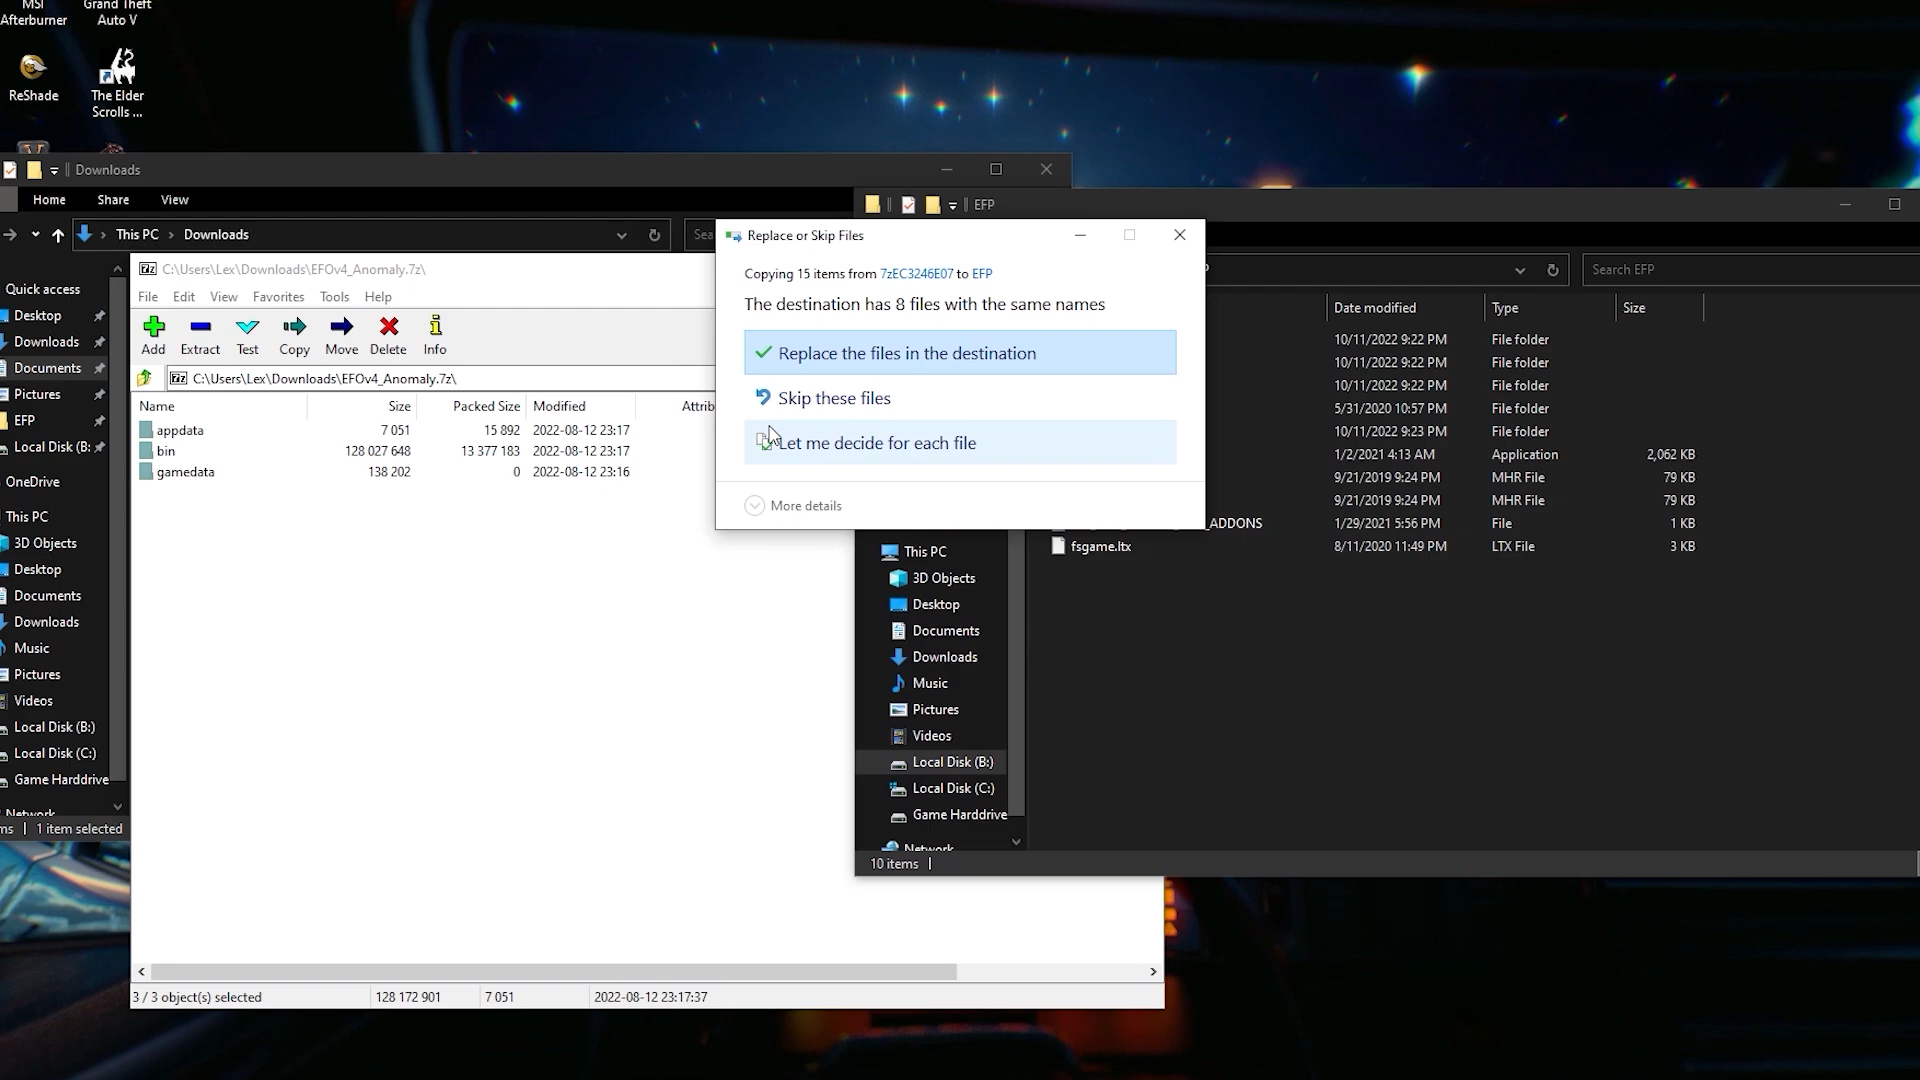 MSI
Afterburner
Grand Theft
Auto V
ReShade
The Elder
Scrolls ...
Downloads
Home Share View
This PC Downloads
EFP
Search EFP
Replace or Skip Files
Copying 15 items from 7zEC3246E07 to EFP
The destination has 8 files with the same names
Replace the files in the destination
Skip these files
Let me decide for each file
More details
C:\Users\Lex\Downloads\EFOv4_Anomaly.7z\
File Edit View Favorites Tools Help
Add Extract Test Copy Move Delete Info
C:\Users\Lex\Downloads\EFOv4_Anomaly.7z\
Name Size Packed Size Modified Attrib
appdata 7 051 15 892 2022-08-12 23:17
bin 128 027 648 13 377 183 2022-08-12 23:17
gamedata 138 202 0 2022-08-12 23:16
3 / 3 object(s) selected 128 172 901 7 051 2022-08-12 23:17:37
Quick access
Desktop
Downloads
Documents
Pictures
EFP
Local Disk (B:)
OneDrive
This PC
3D Objects
Desktop
Documents
Downloads
Music
Pictures
Videos
Local Disk (B:)
Local Disk (C:)
Game Harddrive
Network
1 item selected
Date modified Type Size
10/11/2022 9:22 PM File folder
10/11/2022 9:22 PM File folder
10/11/2022 9:22 PM File folder
5/31/2020 10:57 PM File folder
10/11/2022 9:23 PM File folder
1/2/2021 4:13 AM Application 2,062 KB
9/21/2019 9:24 PM MHR File 79 KB
9/21/2019 9:24 PM MHR File 79 KB
_ADDONS 1/29/2021 5:56 PM File 1 KB
fsgame.ltx 8/11/2020 11:49 PM LTX File 3 KB
This PC
3D Objects
Desktop
Documents
Downloads
Music
Pictures
Videos
Local Disk (B:)
Local Disk (C:)
Game Harddrive
Network
10 items